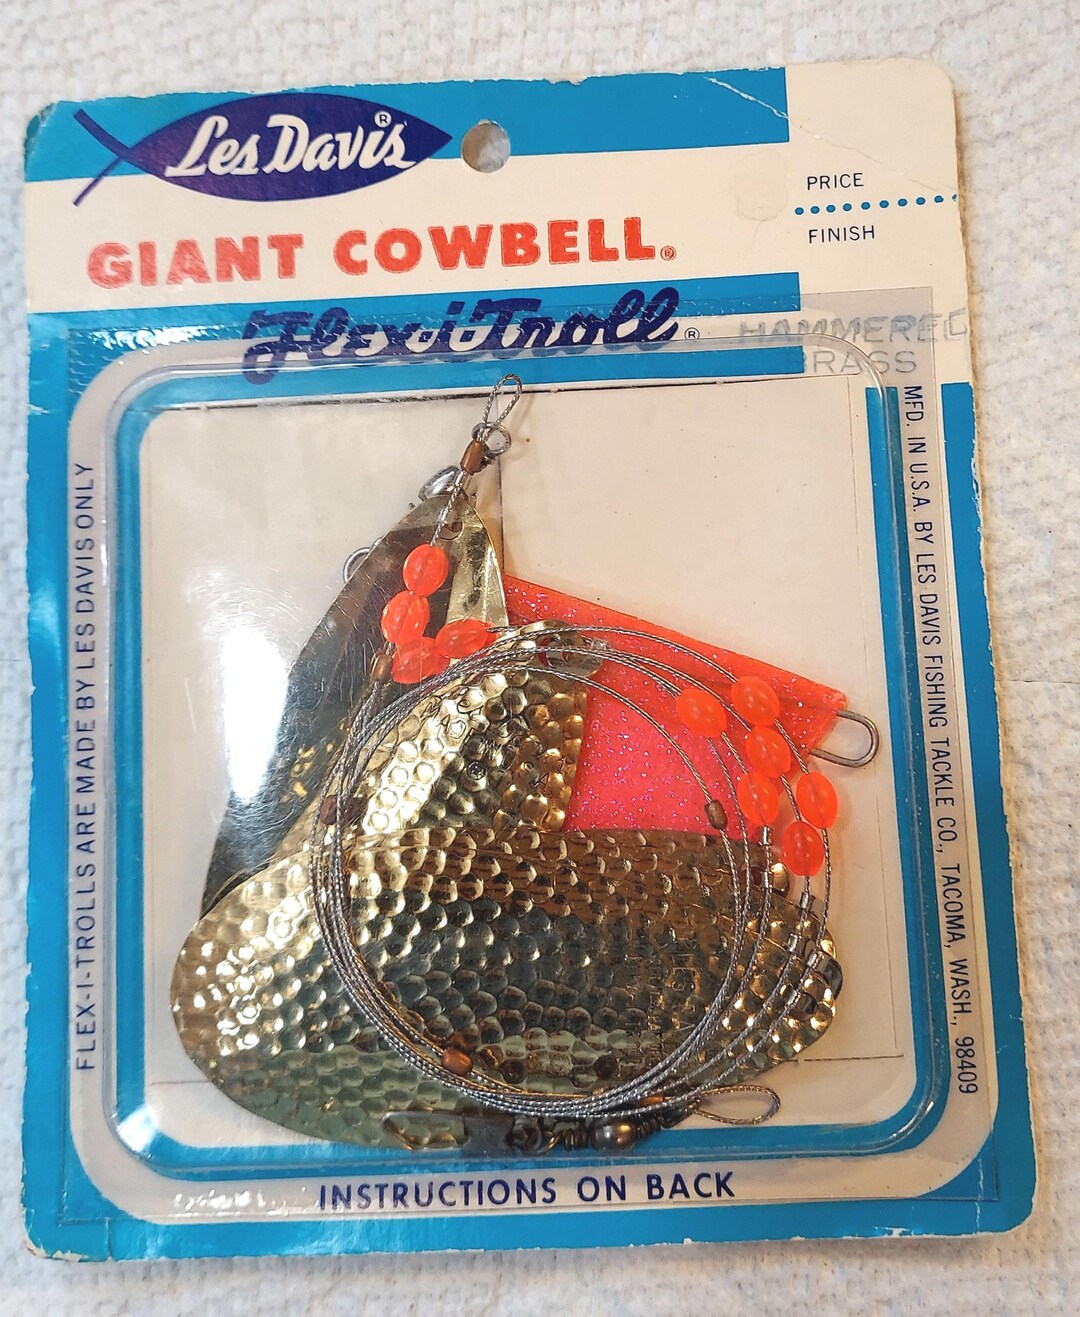 Les Davis®
GIANT COWBELL®
Flex-i-Troll®
PRICE
FINISH
HAMMERED
BRASS
FLEX-I-TROLLS ARE MADE BY LES DAVIS ONLY
MFD. IN U.S.A. BY LES DAVIS FISHING TACKLE CO., TACOMA, WASH., 98409
INSTRUCTIONS ON BACK